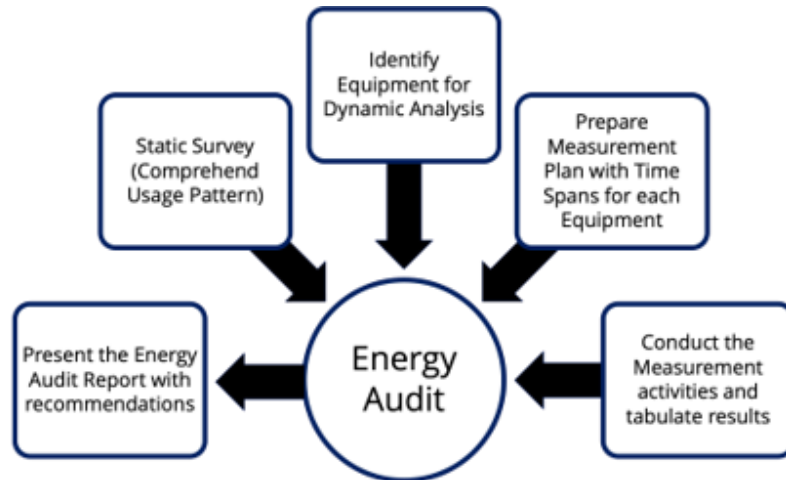 Identify
Equipment for
Dynamic Analysis
Static Survey
(Comprehend
Usage Pattern)
Prepare
Measurement
Plan with Time
Spans for each
Equipment
Present the Energy
Audit Report with
recommendations
Energy
Audit
Conduct the
Measurement
activities and
tabulate results